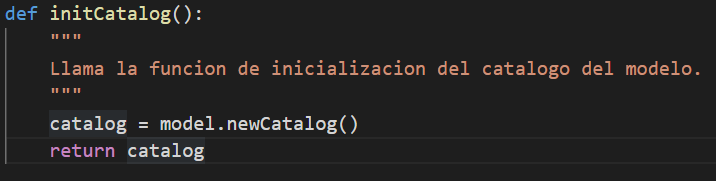 def initCatalog():
    """
    Llama la funcion de inicializacion del catalogo del modelo.
    """
    catalog = model.newCatalog()
    return catalog